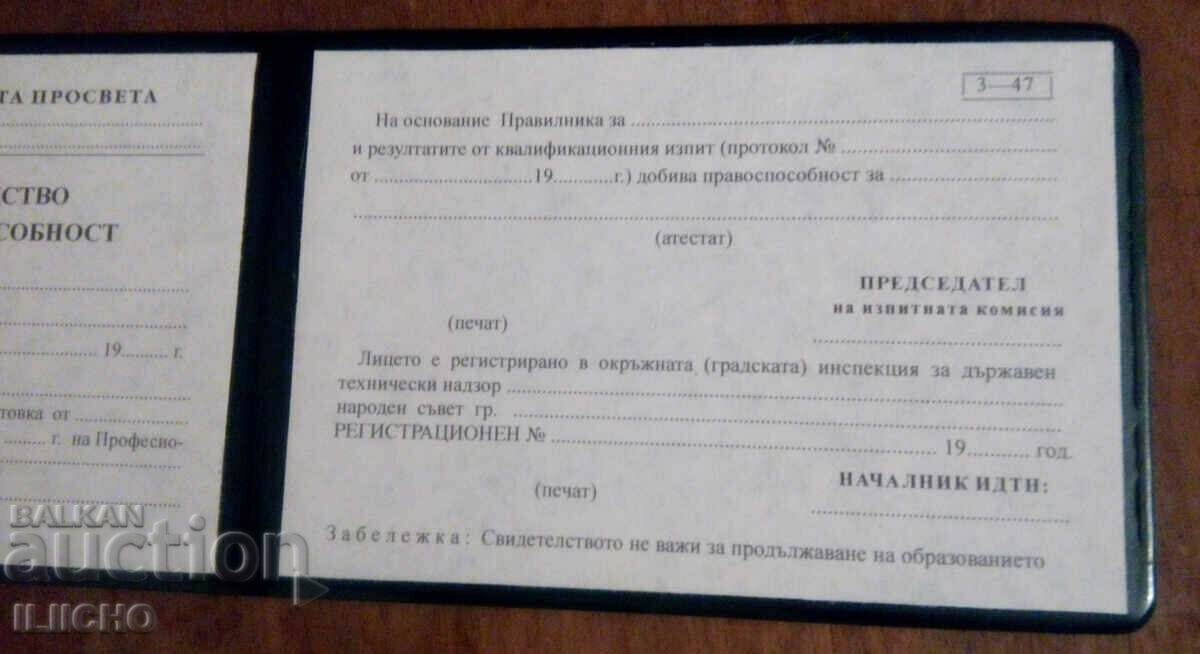 ТА ПРОСВЕТА
СТВО
СОБНОСТ
19.......... г.
товка от ....................
.......... г. на Професио-
3—47
На основание Правилника за ....................
и резултатите от квалификационния изпит (протокол № ....................
от ....................19............г.) добива правоспособност за ....................
(атестат)
ПРЕДСЕДАТЕЛ
на изпитната комисия
(печат)
Лицето е регистрирано в окръжната (градската) инспекция за държавен
технически надзор ....................
народен съвет гр. ....................
РЕГИСТРАЦИОНЕН № .................... 19............ год.
(печат)
НАЧАЛНИК ИДТН:
Забележка: Свидетелството не важи за продължаване на образованието
BALKAN
auction
ILIICHO